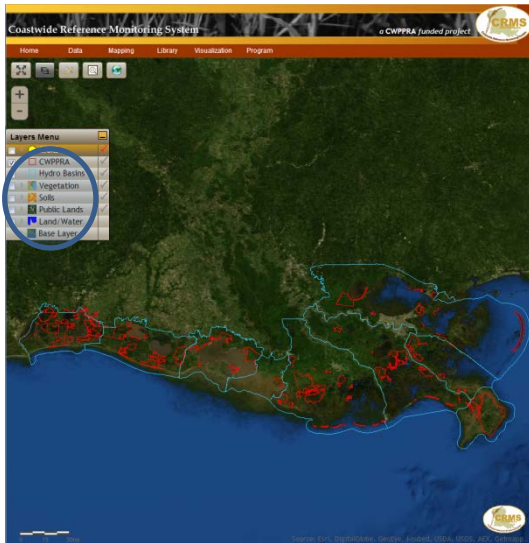 Coastwide Reference Monitoring System
a CWPPRA funded project
CRMS
Home Data Mapping Library Visualization Program
+
-
Layers Menu
CWPPRA
Hydro Basins
Vegetation
Soils
Public Lands
Land/Water
Base Layer
CRMS